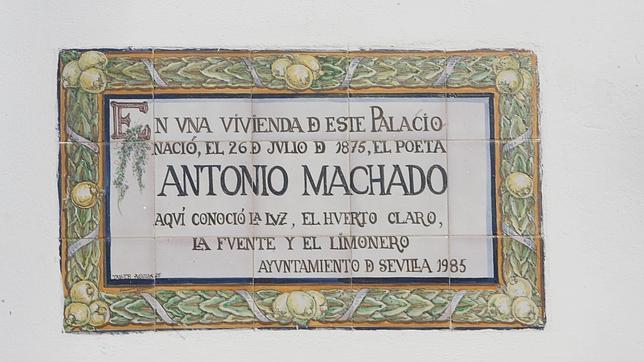 EN VNA VIVIENDA D ESTE PALACIO
NACIÓ, EL 26 D JVLIO D 1875, EL POETA
ANTONIO MACHADO
AQVÍ CONOCIÓ LA LVZ, EL HVERTO CLARO,
LA FVENTE Y EL LIMONERO
AYVNTAMIENTO D SEVILLA 1985